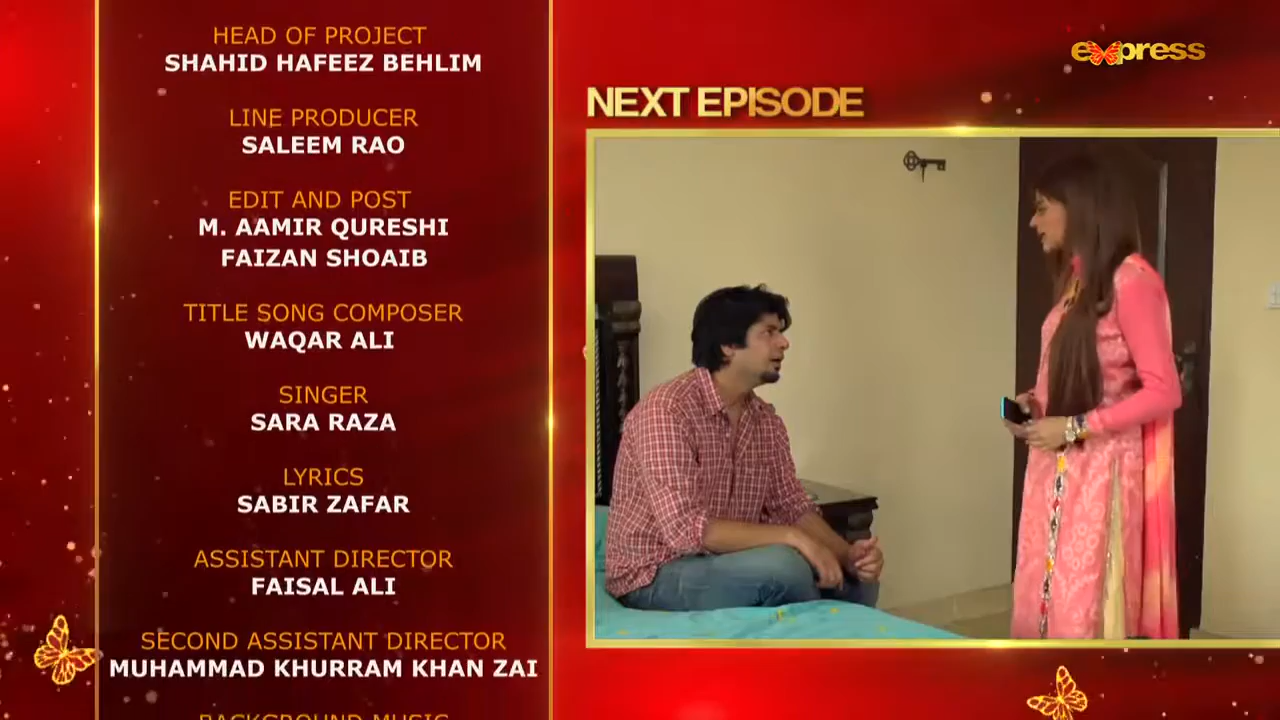 HEAD OF PROJECT
SHAHID HAFEEZ BEHLIM
LINE PRODUCER
SALEEM RAO
EDIT AND POST
M. AAMIR QURESHI
FAIZAN SHOAIB
TITLE SONG COMPOSER
WAQAR ALI
SINGER
SARA RAZA
LYRICS
SABIR ZAFAR
ASSISTANT DIRECTOR
FAISAL ALI
SECOND ASSISTANT DIRECTOR
MUHAMMAD KHURRAM KHAN ZAI
BACKGROUND MUSIC
express
NEXT EPISODE